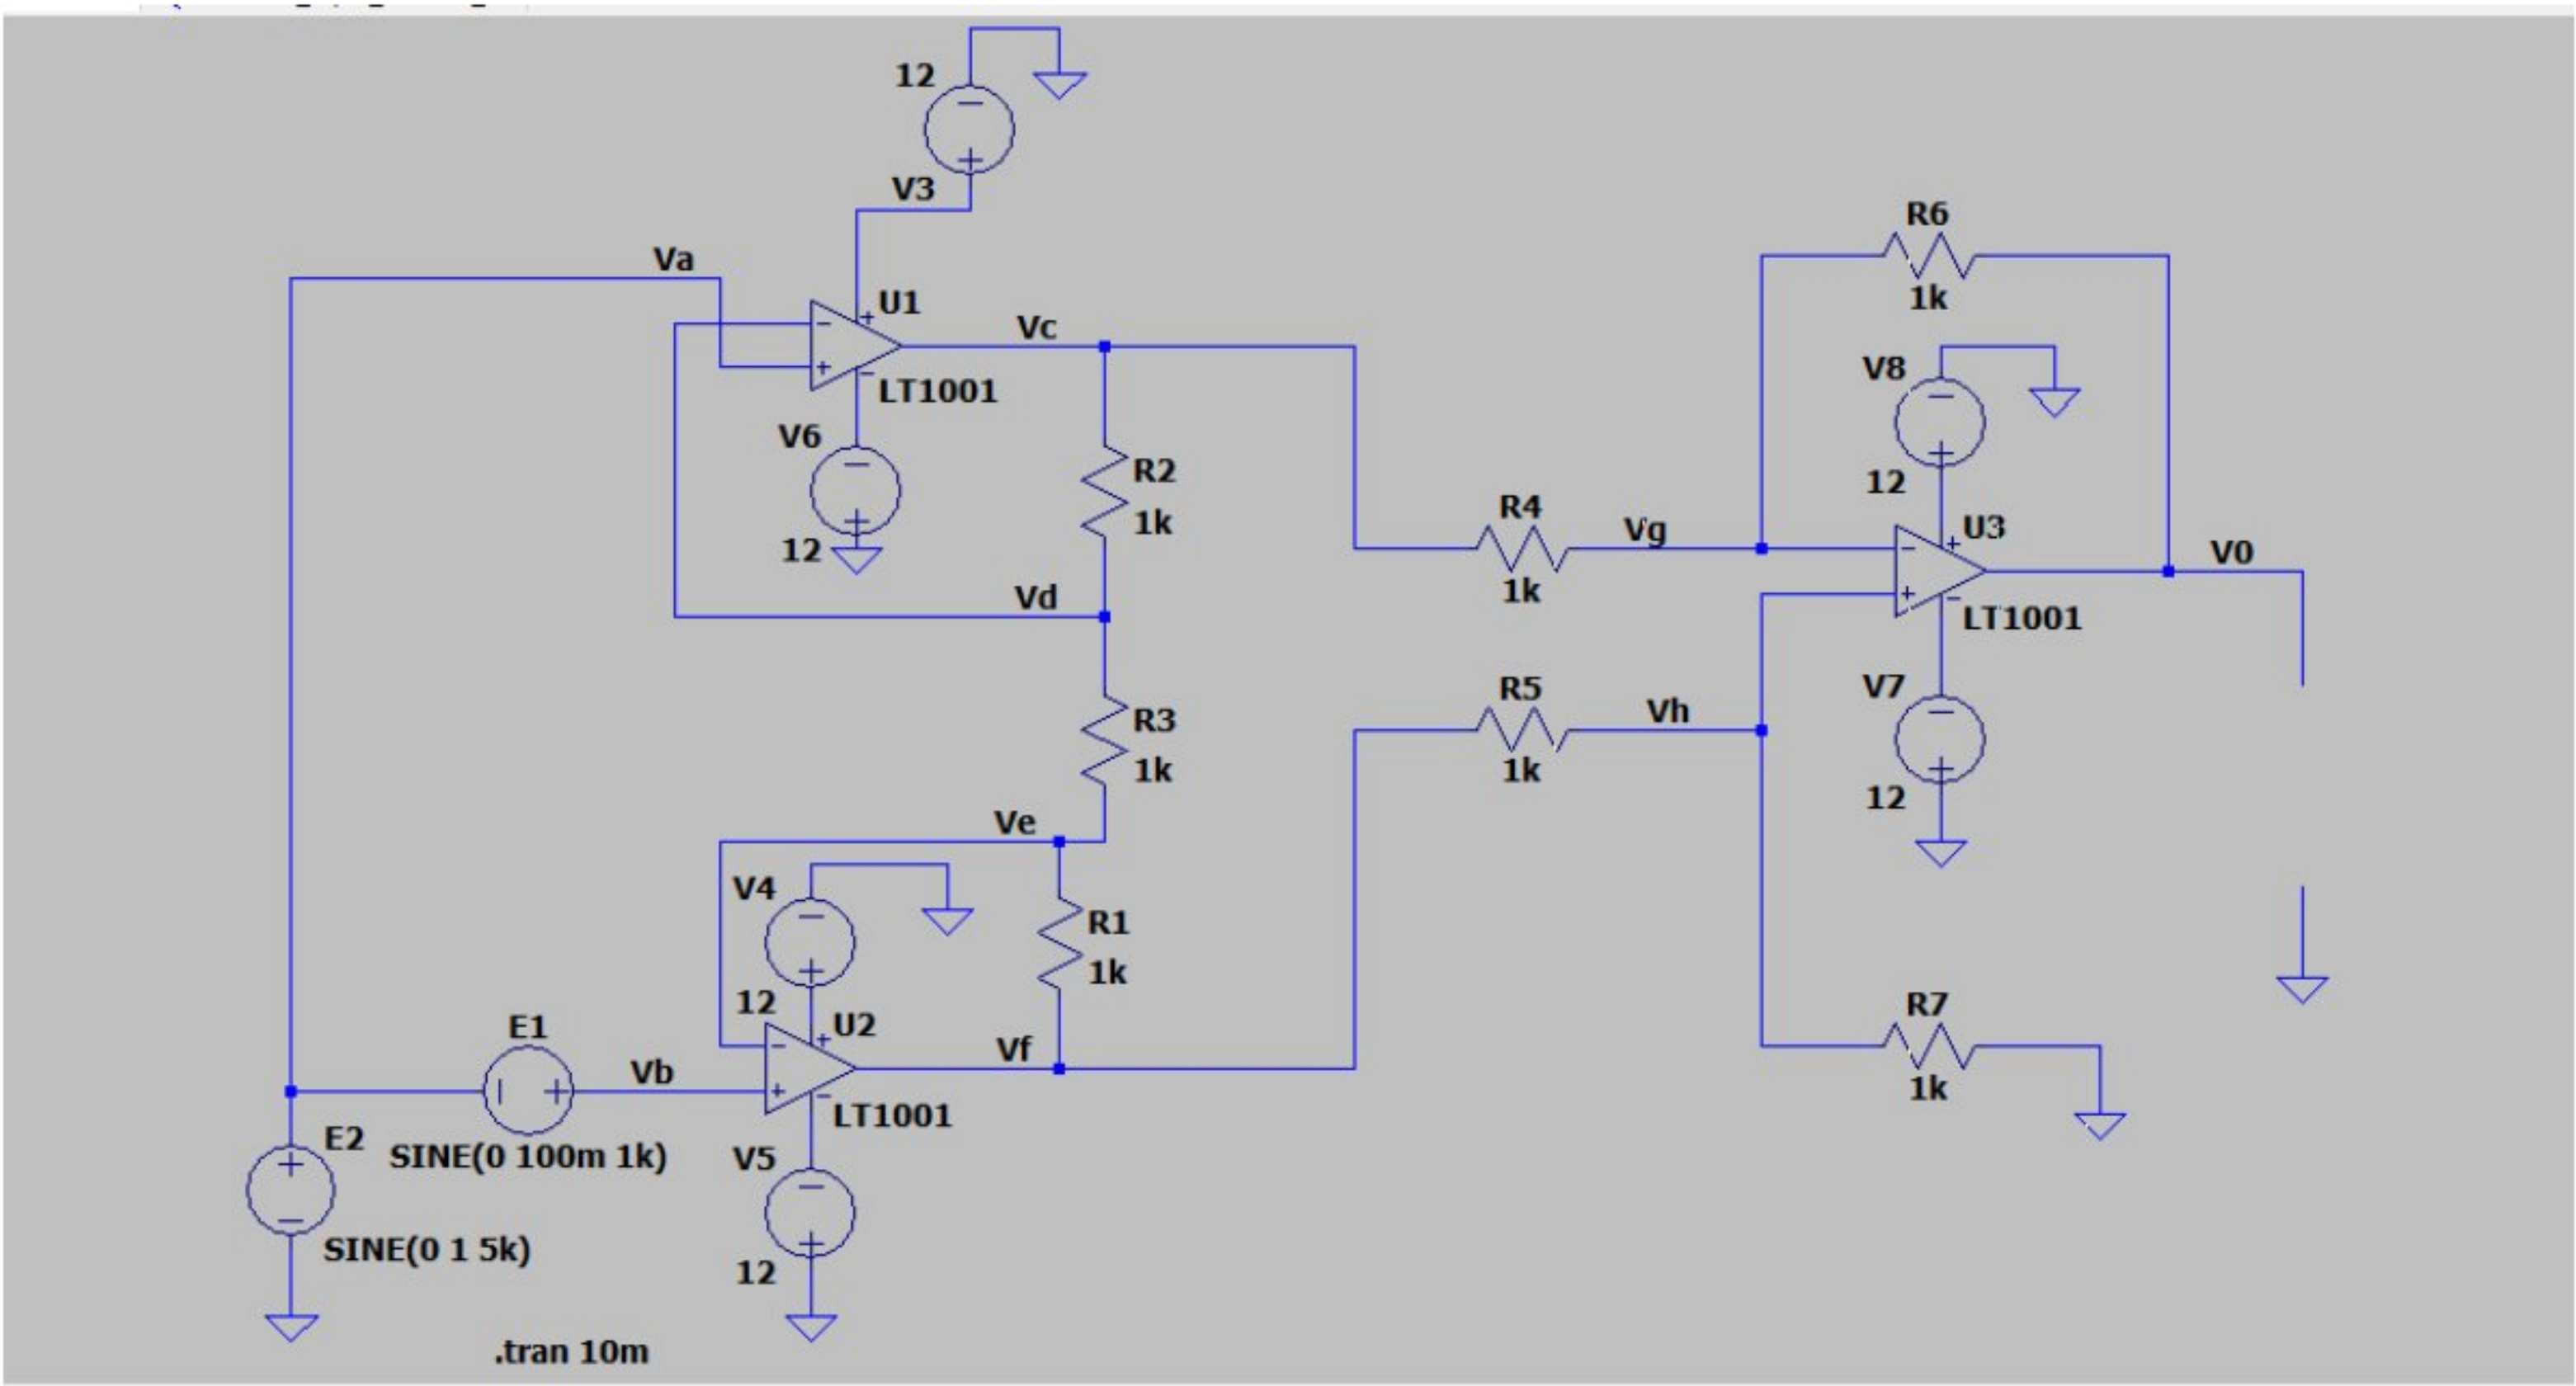 12
V3
Va
U1
Vc
LT1001
V6
12
R2
1k
Vd
R3
1k
Ve
V4
12
U2
R1
1k
Vf
LT1001
E1
Vb
SINE(0 100m 1k)
E2
SINE(0 1 5k)
V5
12
.tran 10m
R4
1k
Vg
R5
1k
Vh
R6
1k
V8
12
U3
V0
LT1001
V7
12
R7
1k